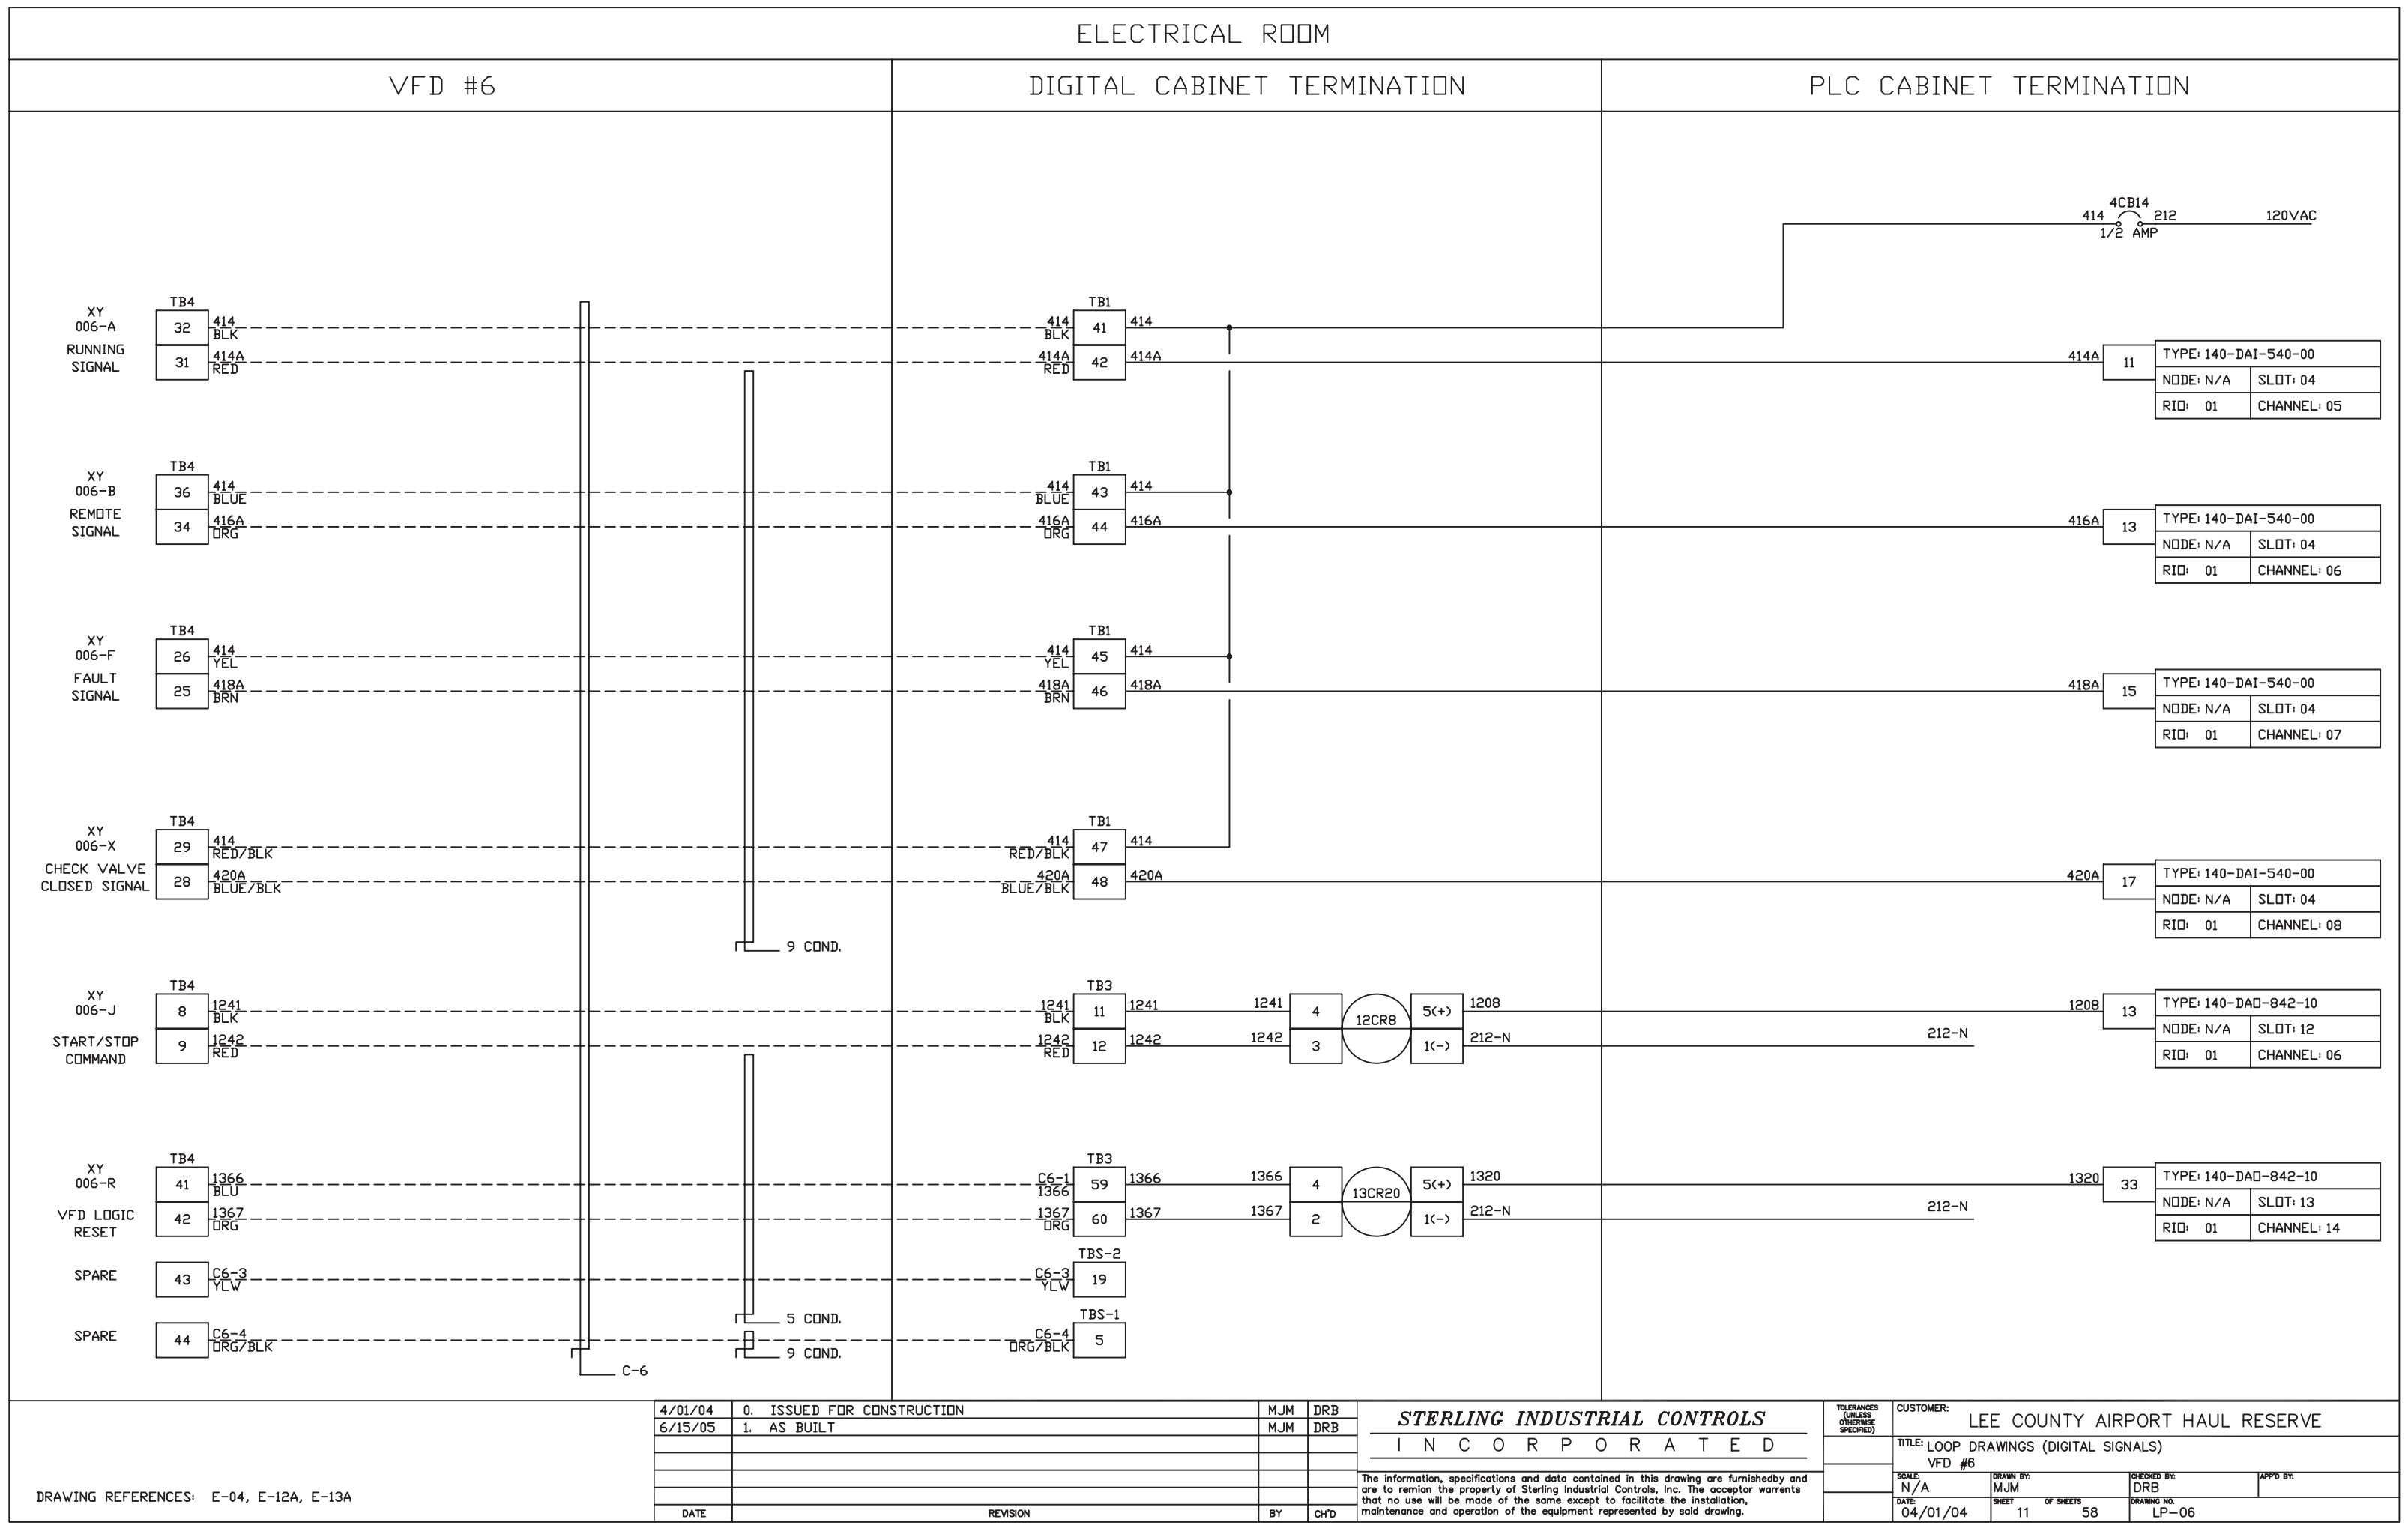 ELECTRICAL ROOM
VFD #6
DIGITAL CABINET TERMINATION
PLC CABINET TERMINATION
4CB14
414 212 120VAC
1/2 AMP
XY
006-A
RUNNING
SIGNAL
TB4
32 414
BLK
31 414A
RED
TB1
414
BLK
41 414
414A
RED
42 414A
414A 11
TYPE: 140-DAI-540-00
NODE: N/A SLOT: 04
RIO: 01 CHANNEL: 05
XY
006-B
REMOTE
SIGNAL
TB4
36 414
BLUE
34 416A
ORG
TB1
414
BLUE
43 414
416A
ORG
44 416A
416A 13
TYPE: 140-DAI-540-00
NODE: N/A SLOT: 04
RIO: 01 CHANNEL: 06
XY
006-F
FAULT
SIGNAL
TB4
26 414
YEL
25 418A
BRN
TB1
414
YEL
45 414
418A
BRN
46 418A
418A 15
TYPE: 140-DAI-540-00
NODE: N/A SLOT: 04
RIO: 01 CHANNEL: 07
XY
006-X
CHECK VALVE
CLOSED SIGNAL
TB4
29 414
RED/BLK
28 420A
BLUE/BLK
TB1
414
RED/BLK
47 414
420A
BLUE/BLK
48 420A
420A 17
TYPE: 140-DAI-540-00
NODE: N/A SLOT: 04
RIO: 01 CHANNEL: 08
9 COND.
XY
006-J
START/STOP
COMMAND
TB4
8 1241
BLK
9 1242
RED
TB3
1241
BLK
11 1241
1242
RED
12 1242
1241 4
1242 3
12CR8
5(+) 1208
1(-) 212-N
212-N
1208 13
TYPE: 140-DAO-842-10
NODE: N/A SLOT: 12
RIO: 01 CHANNEL: 06
XY
006-R
VFD LOGIC
RESET
TB4
41 1366
BLU
42 1367
ORG
TB3
C6-1
1366
59 1366
1367
ORG
60 1367
1366 4
1367 2
13CR20
5(+) 1320
1(-) 212-N
212-N
1320 33
TYPE: 140-DAO-842-10
NODE: N/A SLOT: 13
RIO: 01 CHANNEL: 14
SPARE
43 C6-3
YLW
TBS-2
C6-3
YLW
19
5 COND.
SPARE
44 C6-4
ORG/BLK
TBS-1
C6-4
ORG/BLK
5
9 COND.
C-6
DRAWING REFERENCES: E-04, E-12A, E-13A
4/01/04 0. ISSUED FOR CONSTRUCTION MJM DRB
6/15/05 1. AS BUILT MJM DRB
DATE REVISION BY CH'D
STERLING INDUSTRIAL CONTROLS
INCORPORATED
The information, specifications and data contained in this drawing are furnishedby and
are to remian the property of Sterling Industrial Controls, Inc. The acceptor warrents
that no use will be made of the same except to facilitate the installation,
maintenance and operation of the equipment represented by said drawing.
TOLERANCES
(UNLESS
OTHERWISE
SPECIFIED)
CUSTOMER:
LEE COUNTY AIRPORT HAUL RESERVE
TITLE: LOOP DRAWINGS (DIGITAL SIGNALS)
VFD #6
SCALE: DRAWN BY: CHECKED BY: APP'D BY:
N/A MJM DRB
DATE: SHEET OF SHEETS DRAWING NO.
04/01/04 11 58 LP-06